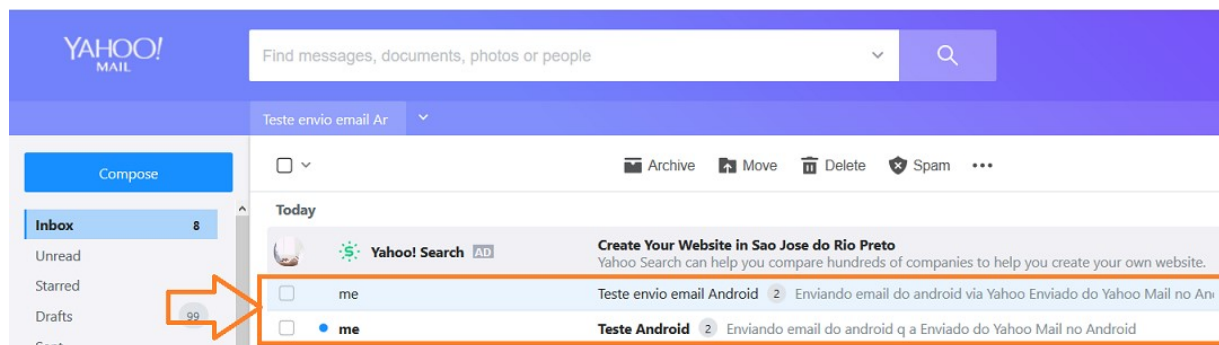 YAHOO!
MAIL
Find messages, documents, photos or people
Teste envio email Ar
Compose
Archive
Move
Delete
Spam
Today
Inbox 8
Unread
Starred
Drafts 99
Yahoo! Search AD
Create Your Website in Sao Jose do Rio Preto
Yahoo Search can help you compare hundreds of companies to help you create your own website.
me Teste envio email Android 2 Enviando email do android via Yahoo Enviado do Yahoo Mail no An
me Teste Android 2 Enviando email do android q a Enviado do Yahoo Mail no Android